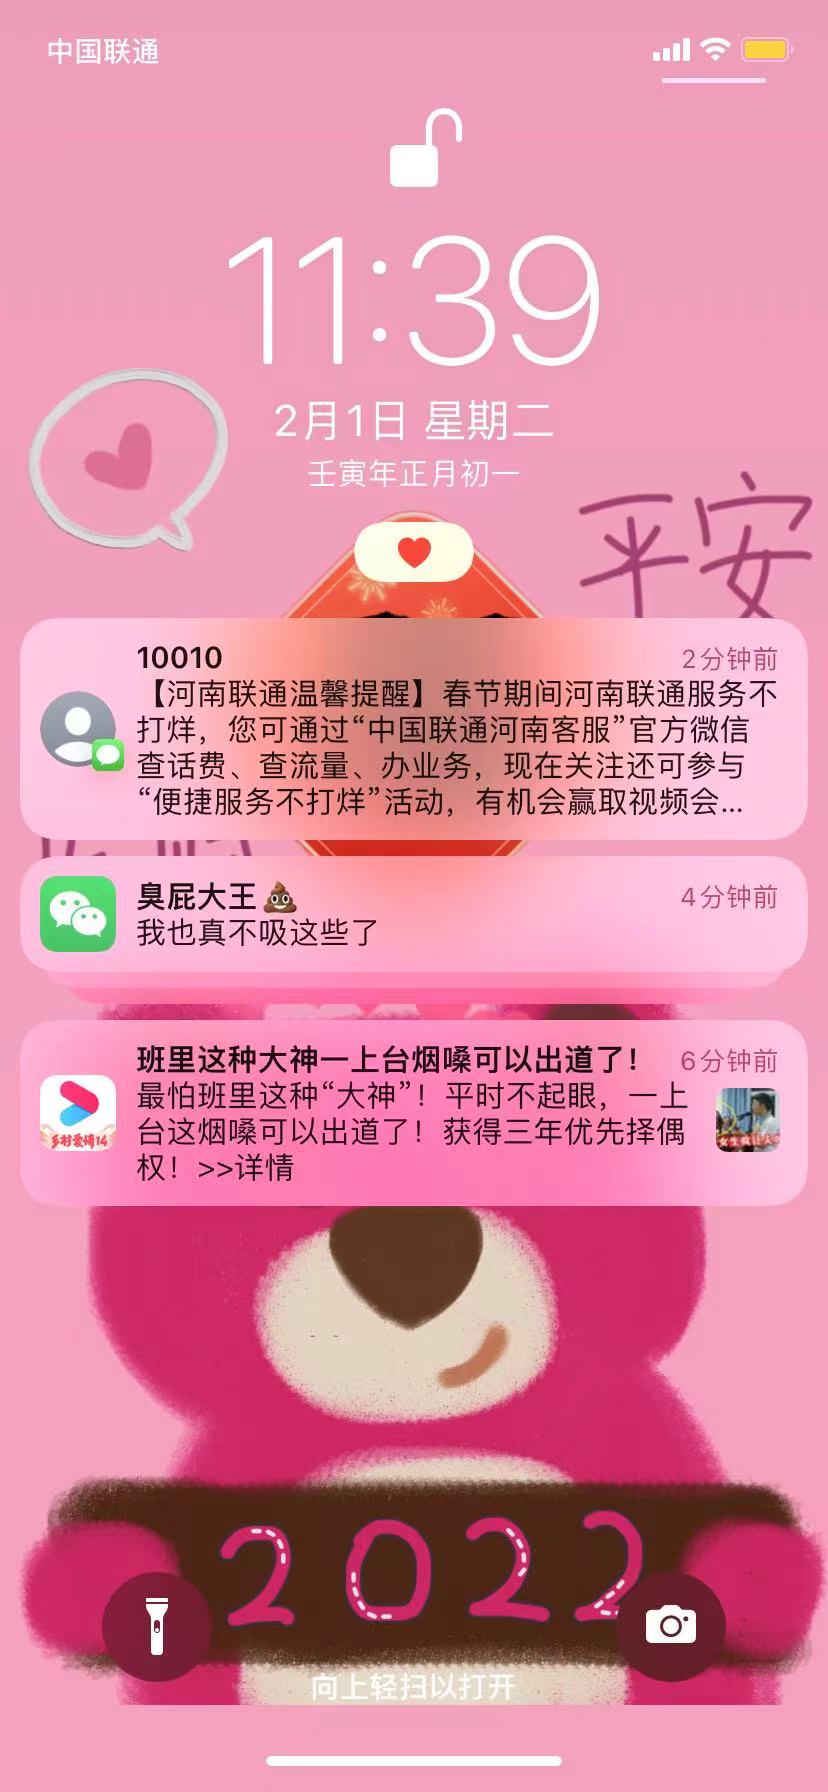 中国联通
11:39
2月1日 星期二
壬寅年正月初一
平安
10010
2分钟前
【河南联通温馨提醒】春节期间河南联通服务不
打烊，您可通过“中国联通河南客服”官方微信
查话费、查流量、办业务，现在关注还可参与
“便捷服务不打烊”活动，有机会赢取视频会...
臭屁大王💩
4分钟前
我也真不吸这些了
班里这种大神一上台烟嗓可以出道了！
6分钟前
最怕班里这种“大神”！平时不起眼，一上
台这烟嗓可以出道了！获得三年优先择偶
权！>>详情
乡村爱情14
2022
向上轻扫以打开